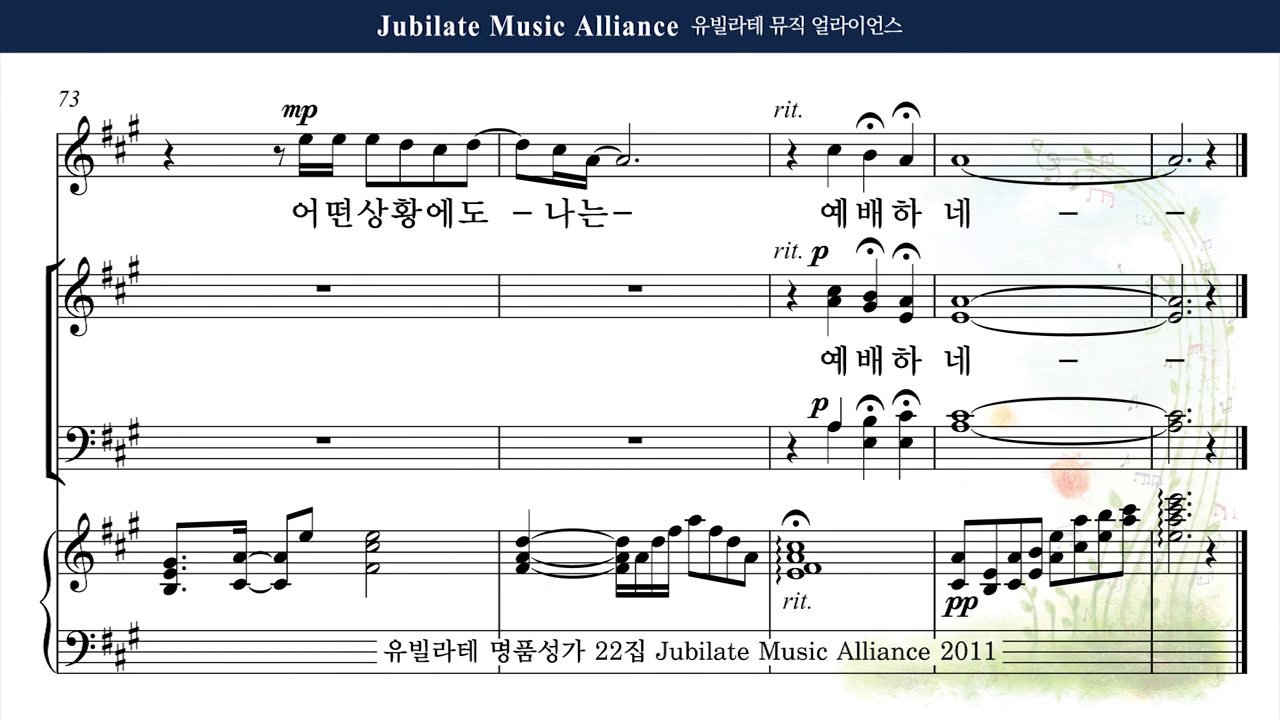 Jubilate Music Alliance 유빌라테 뮤직 얼라이언스
73
mp
rit.
어떤상황에도 - 나는- 예배하 네 - -
rit. p
예배하 네 - -
p
rit.
pp
유빌라테 명품성가 22집 Jubilate Music Alliance 2011